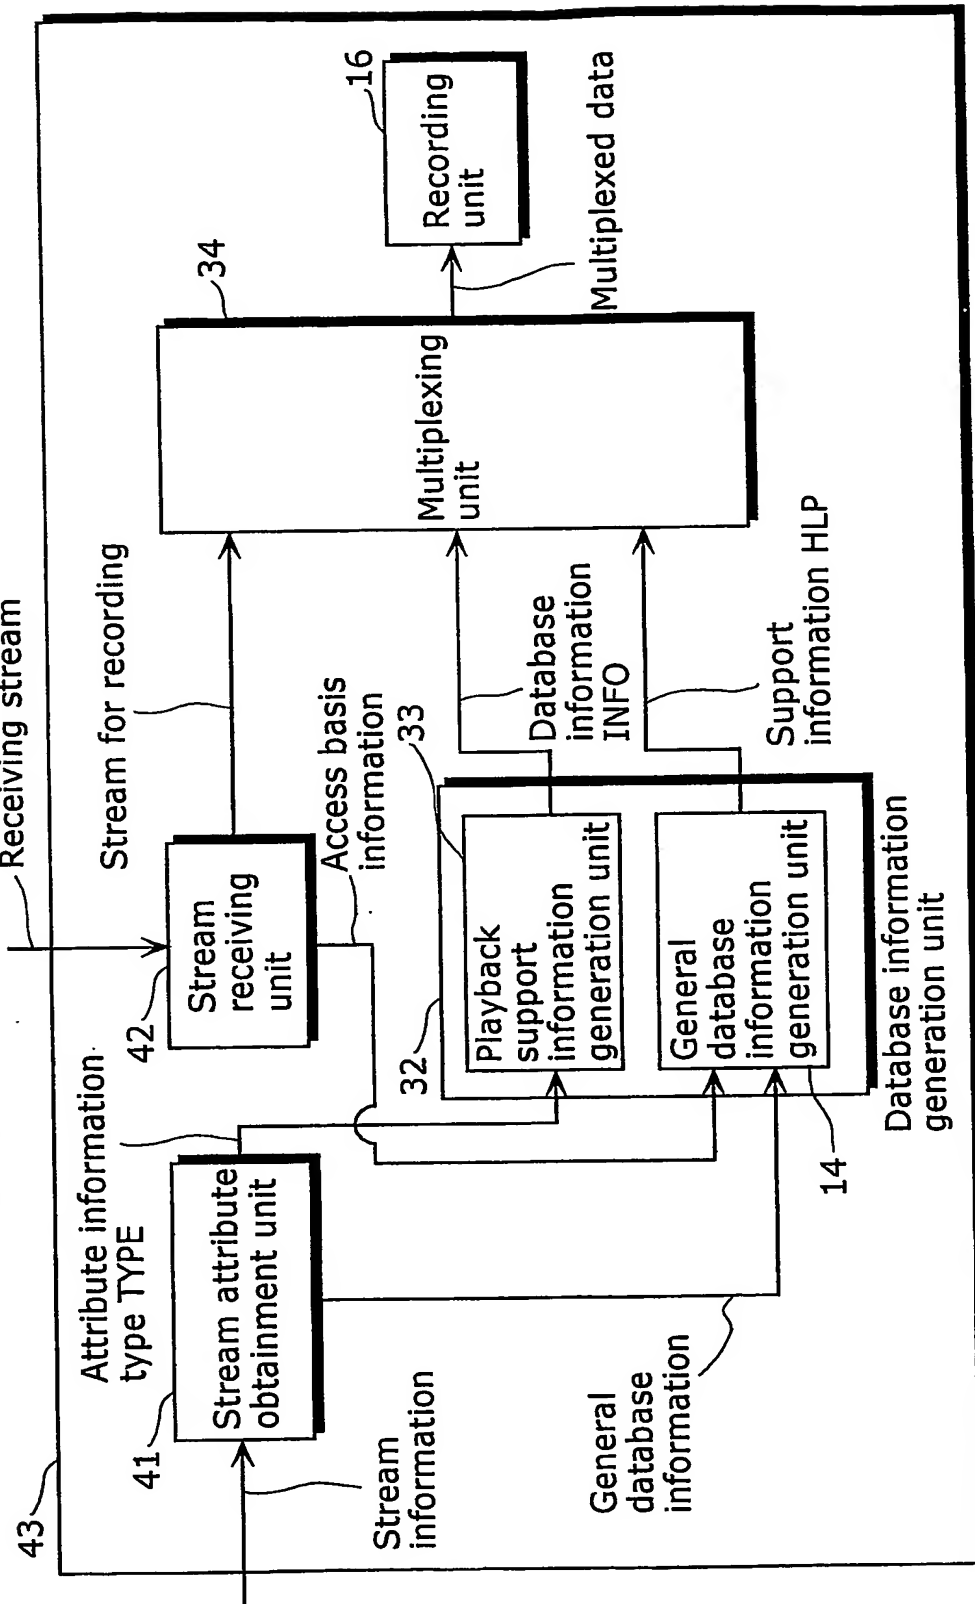 43
Receiving stream
Attribute information
type TYPE
42
Stream
receiving
unit
Stream for recording
34
16
Recording
unit
Multiplexed data
41
Stream attribute
obtainment unit
Access basis
information
Multiplexing
unit
Stream
information
32
33
Playback
support
information
generation unit
Database
information
INFO
General
database
information
generation unit
14
Support
information HLP
General
database
information
Database information
generation unit